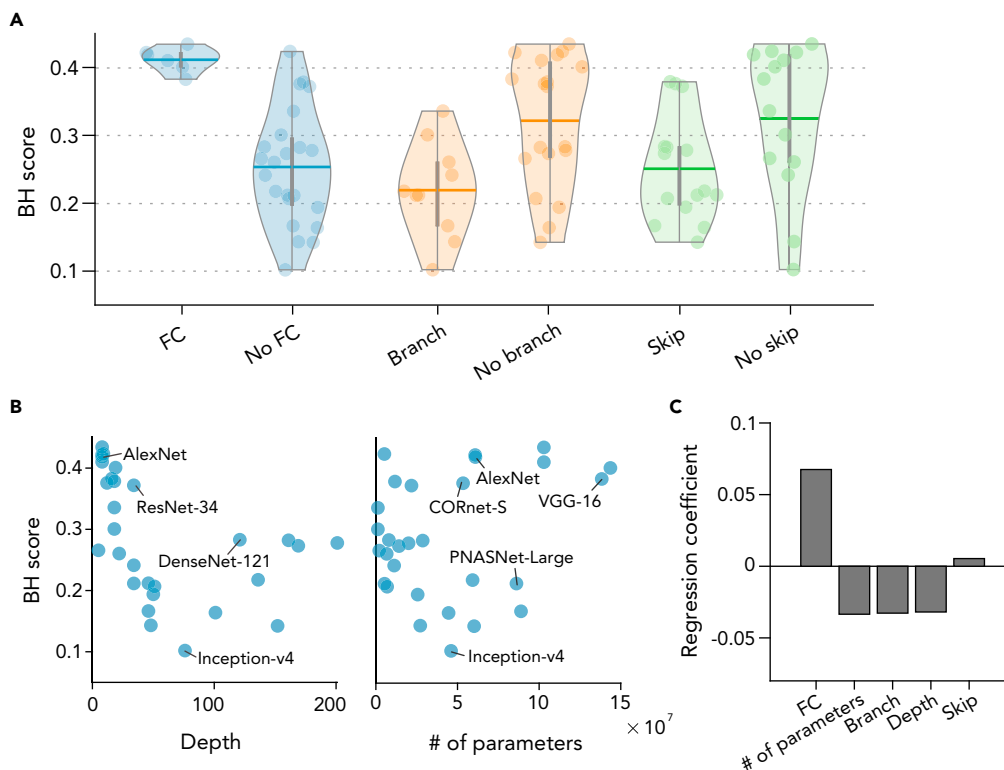 A
BH score
0.4
0.3
0.2
0.1
FC
No FC
Branch
No branch
Skip
No skip
B
BH score
0.4
0.3
0.2
0.1
AlexNet
ResNet-34
DenseNet-121
Inception-v4
0
100
200
Depth
AlexNet
CORnet-S
VGG-16
PNASNet-Large
Inception-v4
0
5
10
15
× 10⁷
# of parameters
C
Regression coefficient
0.1
0.05
0
-0.05
FC
# of parameters
Branch
Depth
Skip